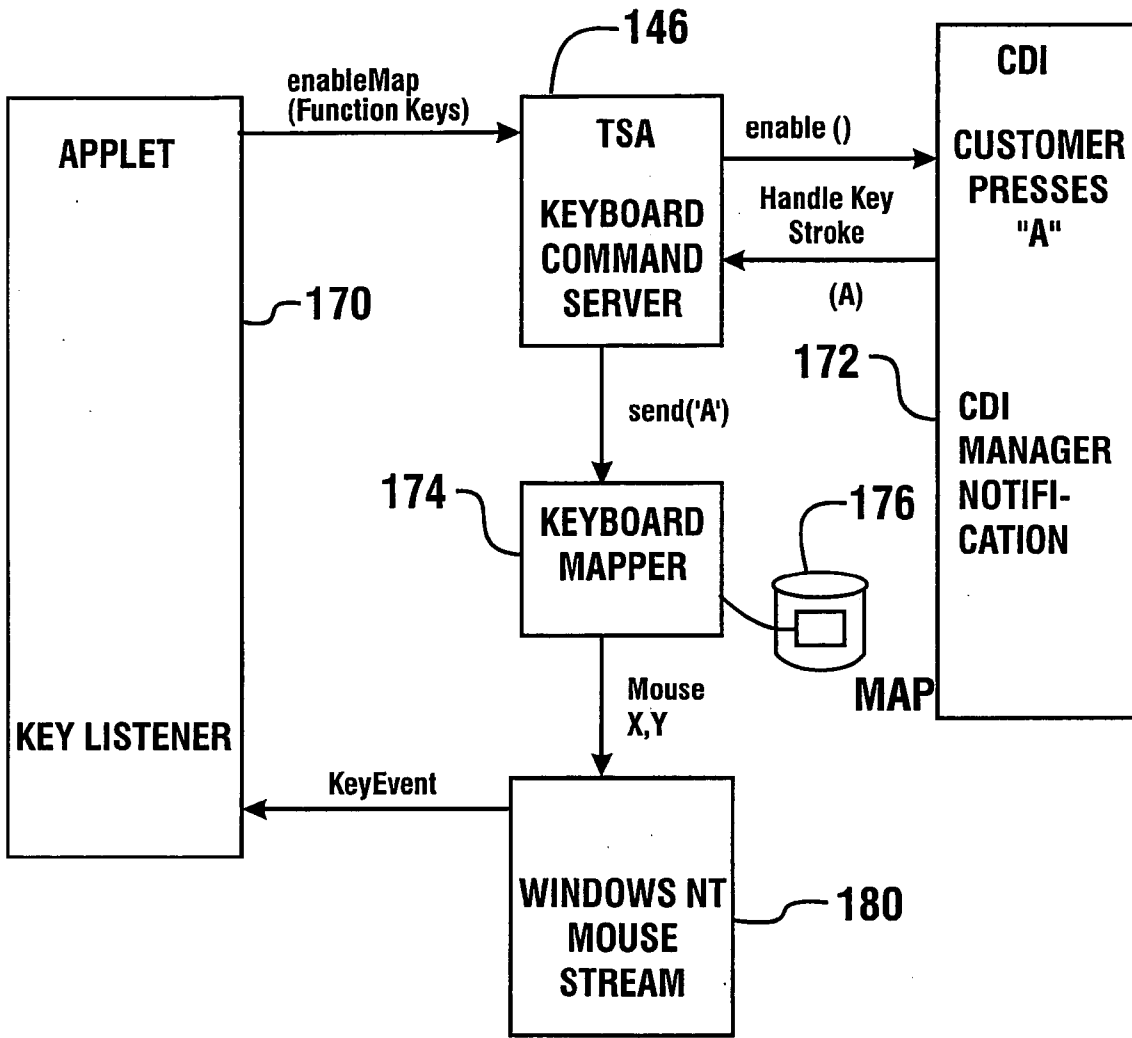 146
CDI
enableMap
(Function Keys)
APPLET
TSA
enable ()
CUSTOMER
PRESSES
"A"
KEYBOARD
COMMAND
SERVER
Handle Key
Stroke
(A)
170
172
send('A')
CDI
MANAGER
NOTIFI-
CATION
174
KEYBOARD
MAPPER
176
MAP
Mouse
X,Y
KEY LISTENER
KeyEvent
WINDOWS NT
MOUSE
STREAM
180